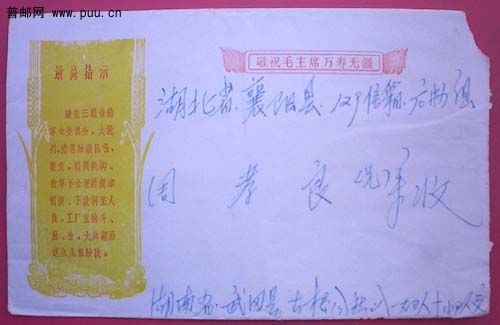 普邮网 www.puu.cn
最高指示
建立三结合的
革命委员会，大批
判，清理阶级队伍，
整党，精简机构、
改革不合理的规章
制度、下放科室人
员，工厂里的斗、
批、改，大体经历
这么几个阶段。
敬祝毛主席万寿无疆
湖北省襄阳县 信箱
周孝良 收
湖南省武冈县